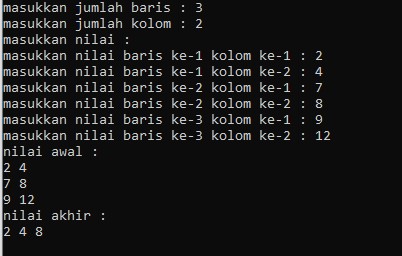 masukkan jumlah baris : 3
masukkan jumlah kolom : 2
masukkan nilai :
masukkan nilai baris ke-1 kolom ke-1 : 2
masukkan nilai baris ke-1 kolom ke-2 : 4
masukkan nilai baris ke-2 kolom ke-1 : 7
masukkan nilai baris ke-2 kolom ke-2 : 8
masukkan nilai baris ke-3 kolom ke-1 : 9
masukkan nilai baris ke-3 kolom ke-2 : 12
nilai awal :
2 4
7 8
9 12
nilai akhir :
2 4 8